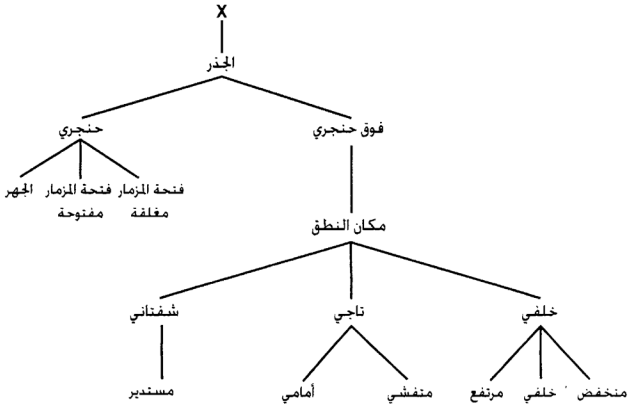 X
الجذر
فوق حنجري
حنجري
فتحة المزمار مغلقة
فتحة المزمار مفتوحة
الجهر
مكان النطق
خلفي
تاجي
شفتاني
منخفض
خلفي
مرتفع
متفشي
أمامي
مستدير